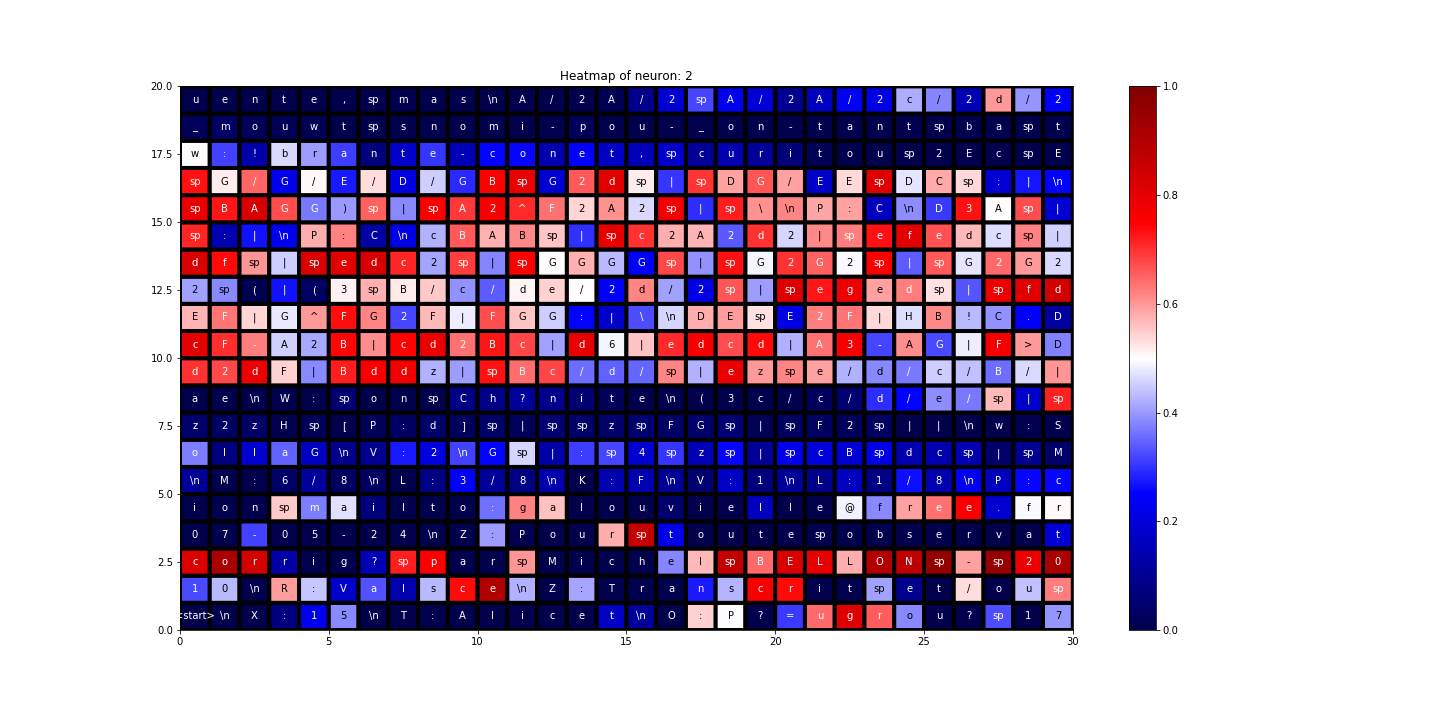 Heatmap of neuron: 2
20.0 u e n t e , sp m a s \n A / 2 A / 2 sp A / 2 A / 2 c / 2 d / 2 1.0
_ m o u w t sp s n o m i - p o u - _ o n - t a n t sp b a sp t
17.5 w : ! b r a n t e - c o n e t , sp c u r i t o u sp 2 E c sp E
sp G / G / E / D / G B sp G 2 d sp | sp D G / E E sp D C sp : | \n 0.8
15.0 sp B A G G ) sp | sp A 2 ^ F 2 A 2 sp | sp \ \n P : C \n D 3 A sp |
sp : | \n P : C \n c B A B sp | sp c 2 A 2 d 2 | sp e f e d c sp |
d f sp | sp e d c 2 sp | sp G G G G sp | sp G 2 G 2 sp | sp G 2 G 2
12.5 2 sp ( | ( 3 sp B / c / d e / 2 d / 2 sp | sp e g e d sp | sp f d 0.6
E F | G ^ F G 2 F | F G G : | \ \n D E sp E 2 F | H B ! C . D
10.0 c F - A 2 B | c d 2 B c | d 6 | e d c d | A 3 - A G | F > D
d 2 d F | B d d z | sp B c / d / sp | e z sp e / d / c / B / |
a e \n W : sp o n sp C h ? n i t e \n ( 3 c / c / d / e / sp | sp 0.4
7.5 z 2 z H sp [ P : d ] sp | sp sp z sp F G sp | sp F 2 sp | | \n w : S
o l l a G \n V : 2 \n G sp | : sp 4 sp z sp | sp c B sp d c sp | sp M
5.0 \n M : 6 / 8 \n L : 3 / 8 \n K : F \n V : 1 \n L : 1 / 8 \n P : c
i o n sp m a i l t o : g a l o u v i e l l e @ f r e e . f r 0.2
0 7 - 0 5 - 2 4 \n Z : P o u r sp t o u t e sp o b s e r v a t
2.5 c o r r i g ? sp p a r sp M i c h e l sp B E L L O N sp - sp 2 0
1 0 \n R : V a l s c e \n Z : T r a n s c r i t sp e t / o u sp
0.0 <start> \n X : 1 5 \n T : A l i c e t \n O : P ? = u g r o u ? sp 1 7 0.0
0 5 10 15 20 25 30